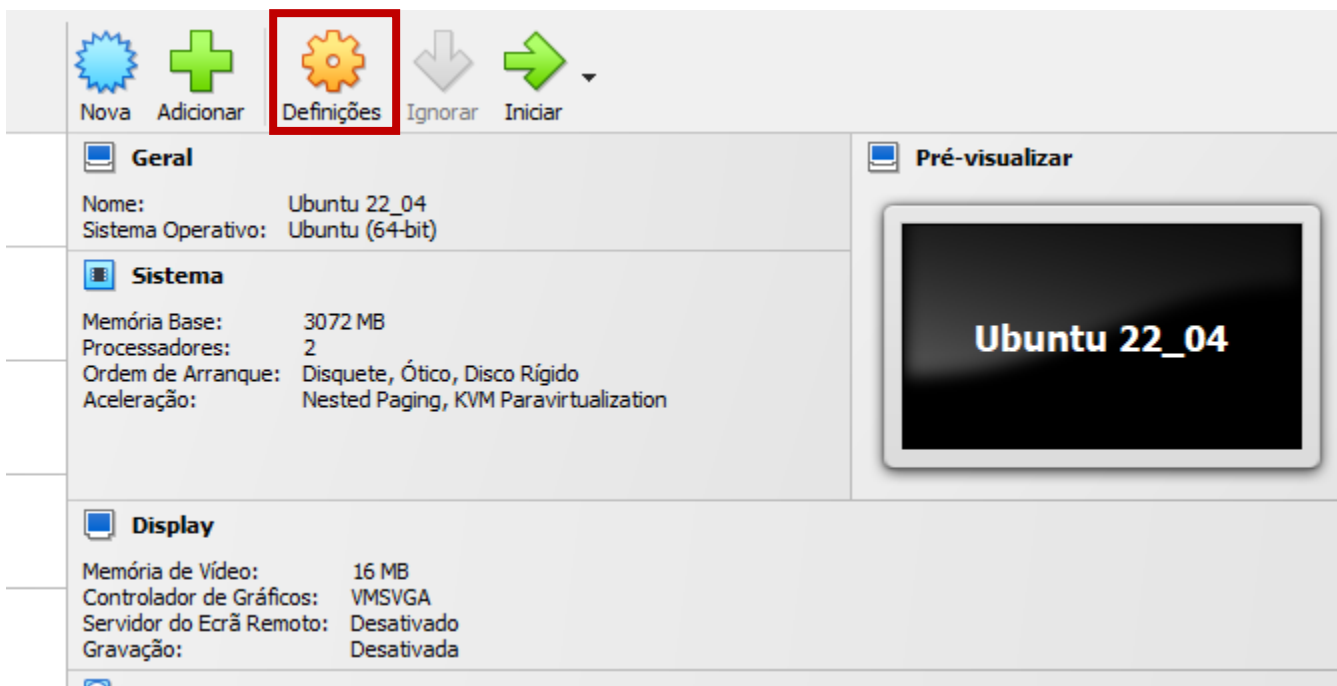 Nova Adicionar Definições Ignorar Iniciar
Geral
Nome: Ubuntu 22_04
Sistema Operativo: Ubuntu (64-bit)
Sistema
Memória Base: 3072 MB
Processadores: 2
Ordem de Arranque: Disquete, Ótico, Disco Rígido
Aceleração: Nested Paging, KVM Paravirtualization
Pré-visualizar
Ubuntu 22_04
Display
Memória de Vídeo: 16 MB
Controlador de Gráficos: VMSVGA
Servidor do Ecrã Remoto: Desativado
Gravação: Desativada